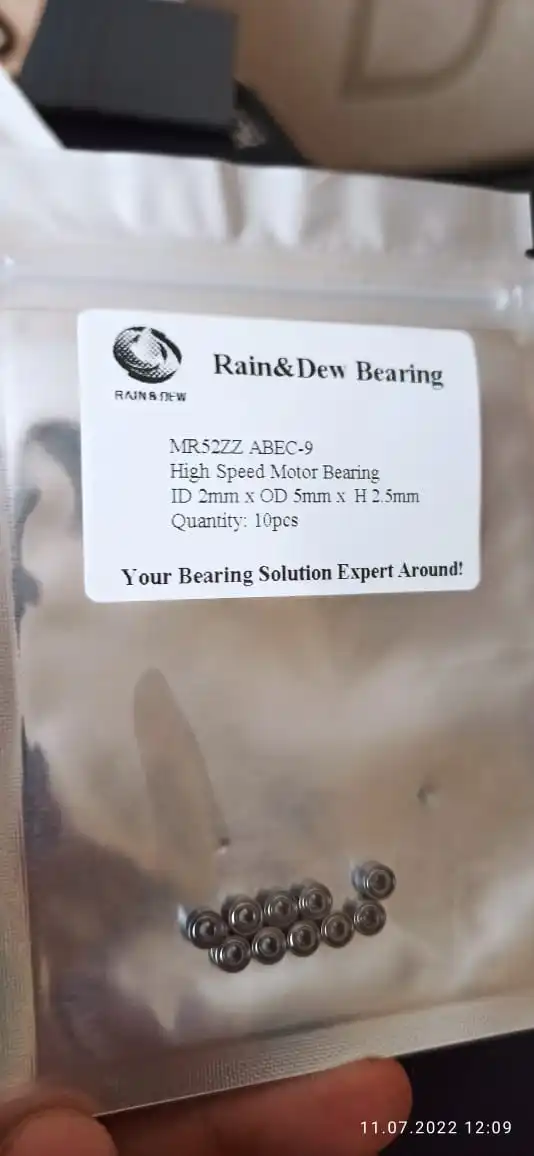 Rain&Dew Bearing
RAIN & DEW
MR52ZZ ABEC-9
High Speed Motor Bearing
ID 2mm x OD 5mm x H 2.5mm
Quantity: 10pcs
Your Bearing Solution Expert Around!
11.07.2022 12:09